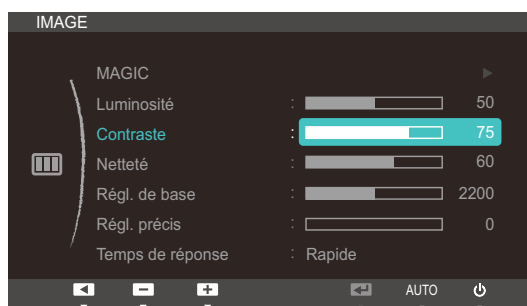 IMAGE
MAGIC
Luminosité : 50
Contraste : 75
Netteté : 60
Régl. de base : 2200
Régl. précis : 0
Temps de réponse : Rapide
AUTO